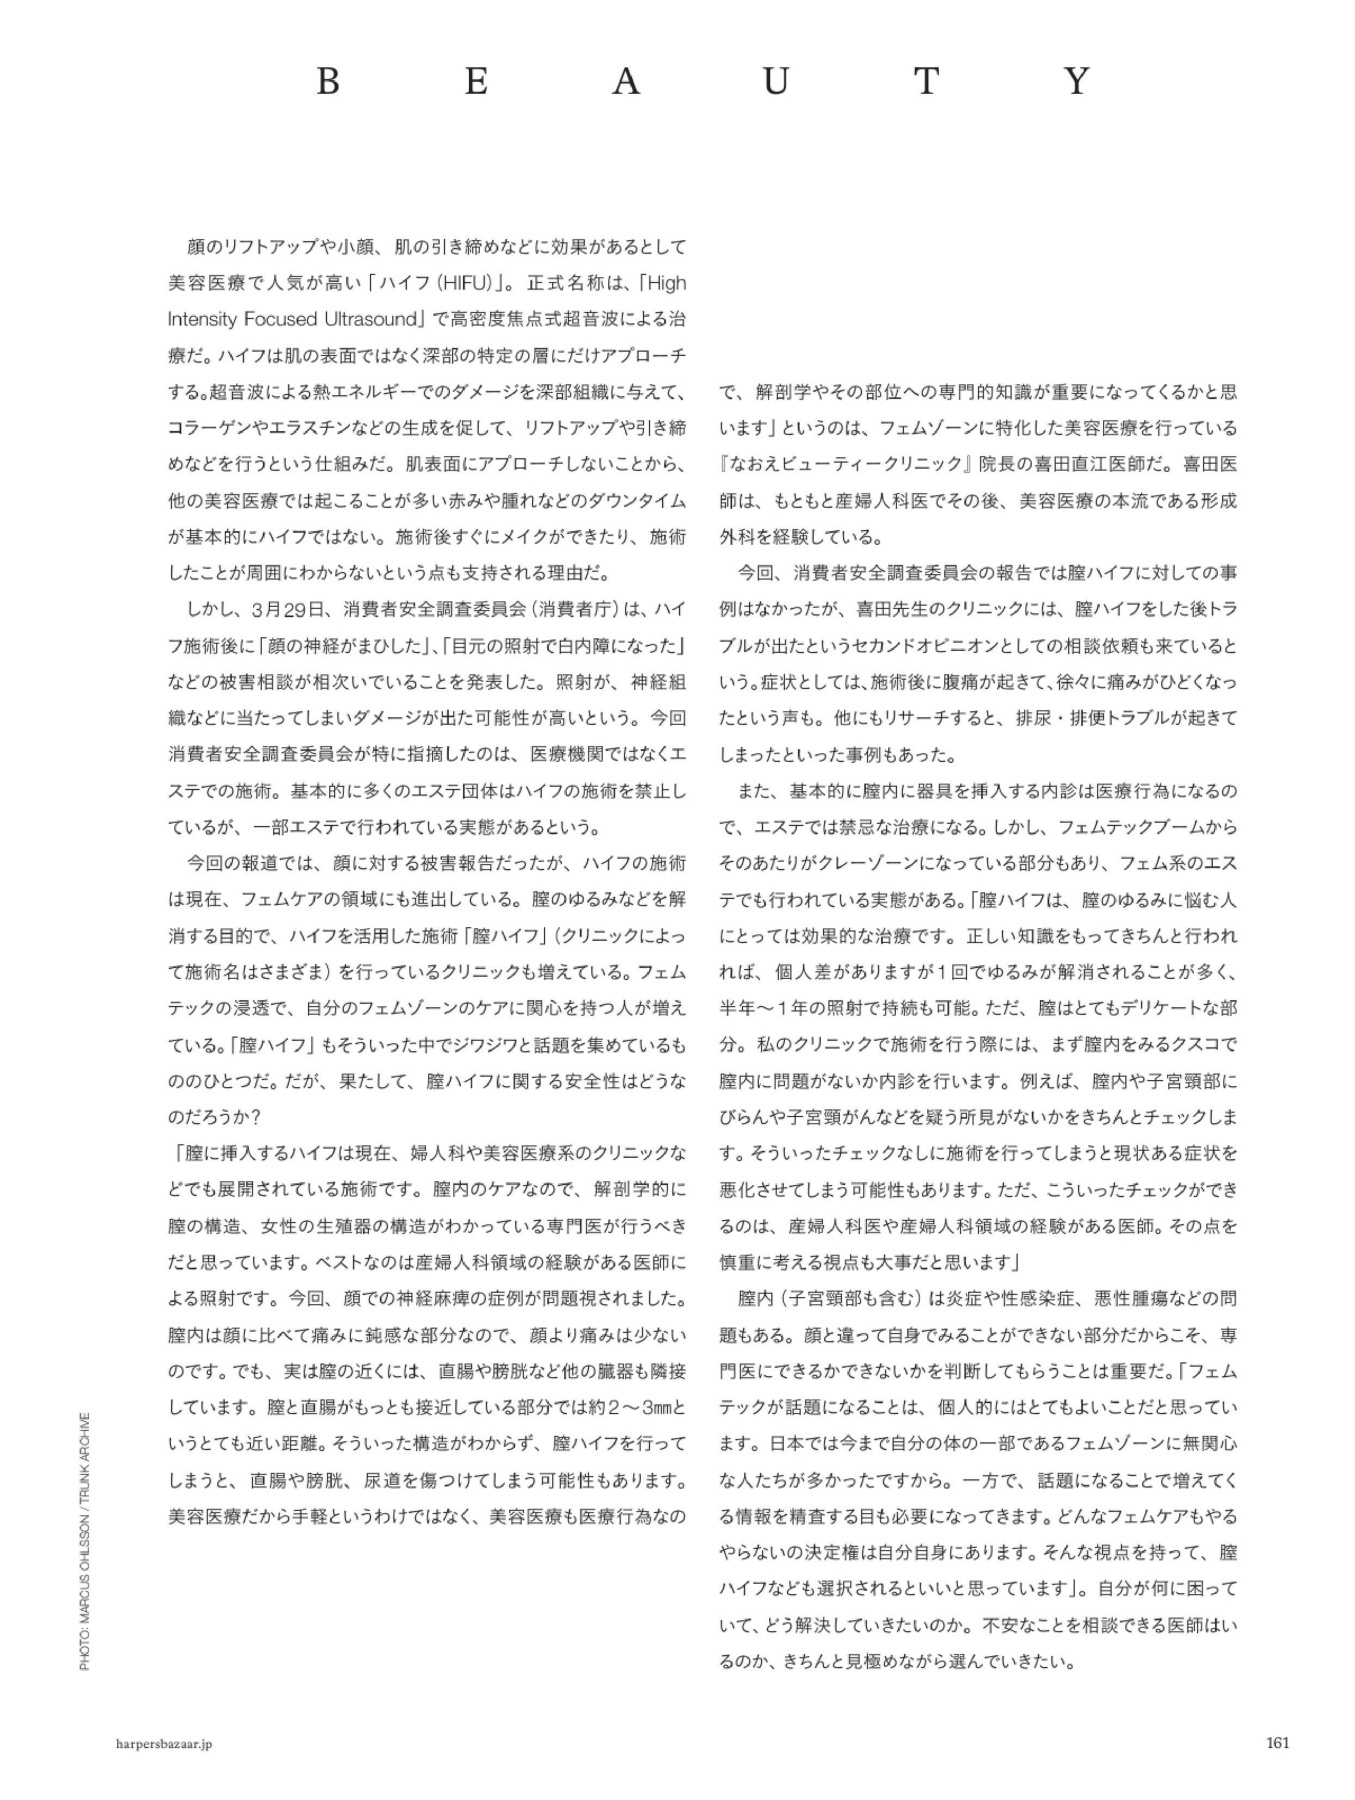 B E A U T Y
顔のリフトアップや小顔、肌の引き締めなどに効果があるとして
美容医療で人気が高い「ハイフ（HIFU）」。正式名称は、「High
Intensity Focused Ultrasound」で高密度焦点式超音波による治
療だ。ハイフは肌の表面ではなく深部の特定の層にだけアプローチ
する。超音波による熱エネルギーでのダメージを深部組織に与えて、
コラーゲンやエラスチンなどの生成を促して、リフトアップや引き締
めなどを行うという仕組みだ。肌表面にアプローチしないことから、
他の美容医療では起こることが多い赤みや腫れなどのダウンタイム
が基本的にハイフではない。施術後すぐにメイクができたり、施術
したことが周囲にわからないという点も支持される理由だ。
しかし、3月29日、消費者安全調査委員会（消費者庁）は、ハイ
フ施術後に「顔の神経がまひした」、「目元の照射で白内障になった」
などの被害相談が相次いでいることを発表した。照射が、神経組
織などに当たってしまいダメージが出た可能性が高いという。今回
消費者安全調査委員会が特に指摘したのは、医療機関ではなくエ
ステでの施術。基本的に多くのエステ団体はハイフの施術を禁止し
ているが、一部エステで行われている実態があるという。
今回の報道では、顔に対する被害報告だったが、ハイフの施術
は現在、フェムケアの領域にも進出している。膣のゆるみなどを解
消する目的で、ハイフを活用した施術「膣ハイフ」（クリニックによっ
て施術名はさまざま）を行っているクリニックも増えている。フェム
テックの浸透で、自分のフェムゾーンのケアに関心を持つ人が増え
ている。「膣ハイフ」もそういった中でジワジワと話題を集めているも
ののひとつだ。だが、果たして、膣ハイフに関する安全性はどうな
のだろうか？
「膣に挿入するハイフは現在、婦人科や美容医療系のクリニックな
どでも展開されている施術です。膣内のケアなので、解剖学的に
膣の構造、女性の生殖器の構造がわかっている専門医が行うべき
だと思っています。ベストなのは産婦人科領域の経験がある医師に
よる照射です。今回、顔での神経麻痺の症例が問題視されました。
膣内は顔に比べて痛みに鈍感な部分なので、顔より痛みは少ない
のです。でも、実は膣の近くには、直腸や膀胱など他の臓器も隣接
しています。膣と直腸がもっとも接近している部分では約2〜3㎜と
いうとても近い距離。そういった構造がわからず、膣ハイフを行って
しまうと、直腸や膀胱、尿道を傷つけてしまう可能性もあります。
美容医療だから手軽というわけではなく、美容医療も医療行為なの
で、解剖学やその部位への専門的知識が重要になってくるかと思
います」というのは、フェムゾーンに特化した美容医療を行っている
『なおえビューティークリニック』院長の喜田直江医師だ。喜田医
師は、もともと産婦人科医でその後、美容医療の本流である形成
外科を経験している。
今回、消費者安全調査委員会の報告では膣ハイフに対しての事
例はなかったが、喜田先生のクリニックには、膣ハイフをした後トラ
ブルが出たというセカンドオピニオンとしての相談依頼も来ていると
いう。症状としては、施術後に腹痛が起きて、徐々に痛みがひどくなっ
たという声も。他にもリサーチすると、排尿・排便トラブルが起きて
しまったといった事例もあった。
また、基本的に膣内に器具を挿入する内診は医療行為になるの
で、エステでは禁忌な治療になる。しかし、フェムテックブームから
そのあたりがクレーゾーンになっている部分もあり、フェム系のエス
テでも行われている実態がある。「膣ハイフは、膣のゆるみに悩む人
にとっては効果的な治療です。正しい知識をもってきちんと行われ
れば、個人差がありますが1回でゆるみが解消されることが多く、
半年〜1年の照射で持続も可能。ただ、膣はとてもデリケートな部
分。私のクリニックで施術を行う際には、まず膣内をみるクスコで
膣内に問題がないか内診を行います。例えば、膣内や子宮頸部に
びらんや子宮頸がんなどを疑う所見がないかをきちんとチェックしま
す。そういったチェックなしに施術を行ってしまうと現状ある症状を
悪化させてしまう可能性もあります。ただ、こういったチェックができ
るのは、産婦人科医や産婦人科領域の経験がある医師。その点を
慎重に考える視点も大事だと思います」
膣内（子宮頸部も含む）は炎症や性感染症、悪性腫瘍などの問
題もある。顔と違って自身でみることができない部分だからこそ、専
門医にできるかできないかを判断してもらうことは重要だ。「フェム
テックが話題になることは、個人的にはとてもよいことだと思ってい
ます。日本では今まで自分の体の一部であるフェムゾーンに無関心
な人たちが多かったですから。一方で、話題になることで増えてく
る情報を精査する目も必要になってきます。どんなフェムケアもやる
やらないの決定権は自分自身にあります。そんな視点を持って、膣
ハイフなども選択されるといいと思っています」。自分が何に困って
いて、どう解決していきたいのか。不安なことを相談できる医師はい
るのか、きちんと見極めながら選んでいきたい。
PHOTO: MARCUS OHLSSON / TRUNK ARCHIVE
harpersbazaar.jp
161